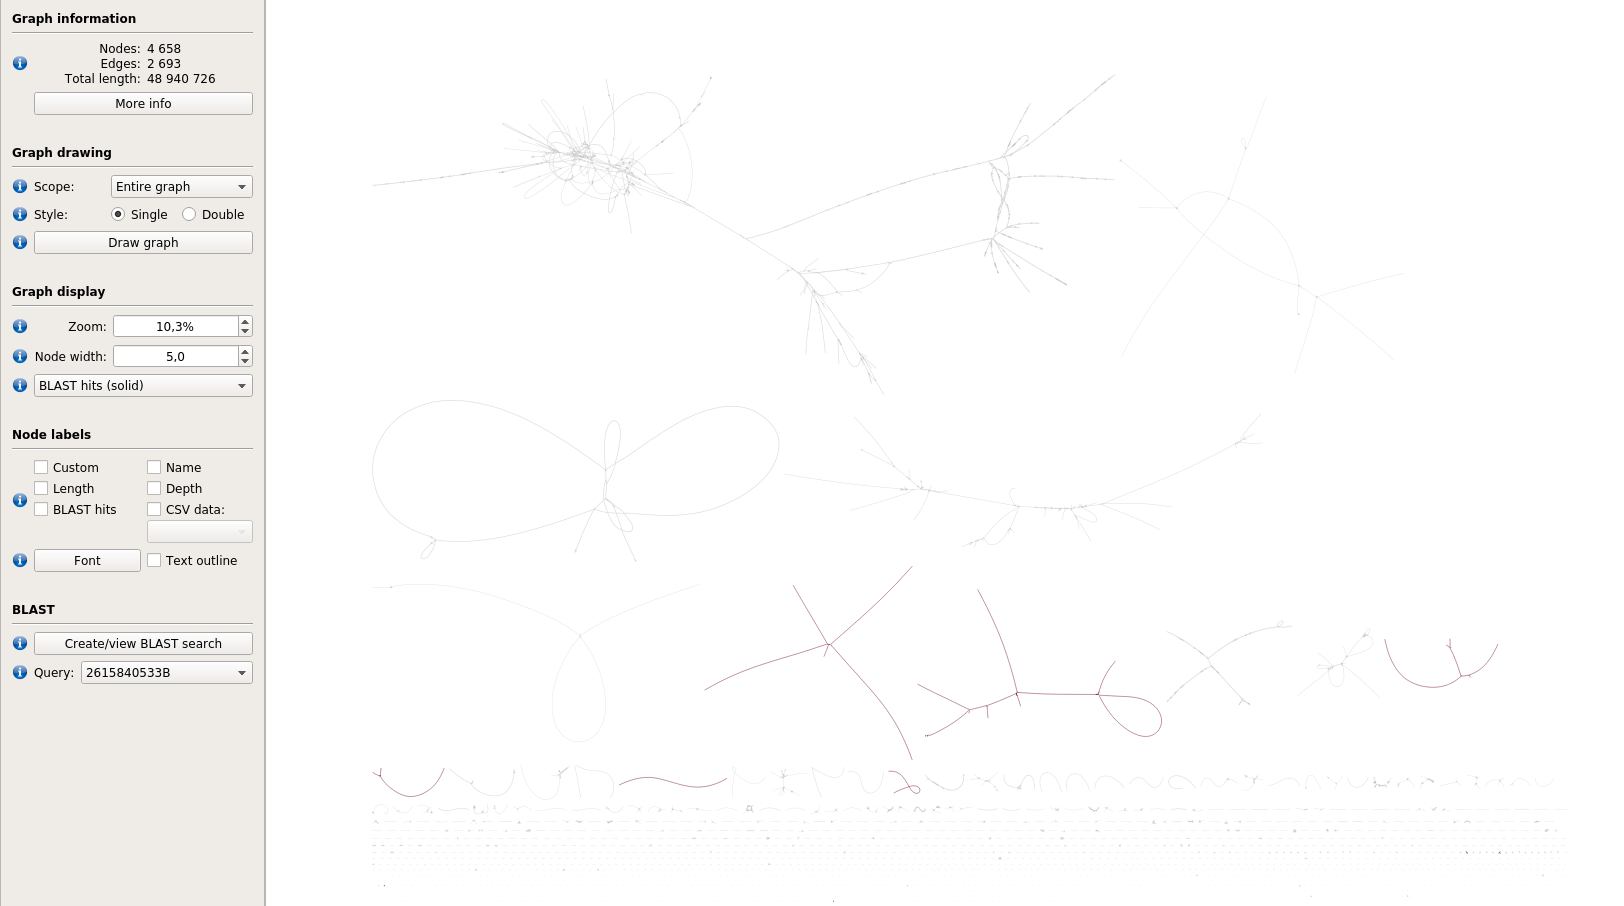 Graph information
Nodes: 4 658
Edges: 2 693
Total length: 48 940 726
More info
Graph drawing
Scope: Entire graph
Style: Single Double
Draw graph
Graph display
Zoom: 10,3%
Node width: 5,0
BLAST hits (solid)
Node labels
Custom Name
Length Depth
BLAST hits CSV data:
Font Text outline
BLAST
Create/view BLAST search
Query: 2615840533B